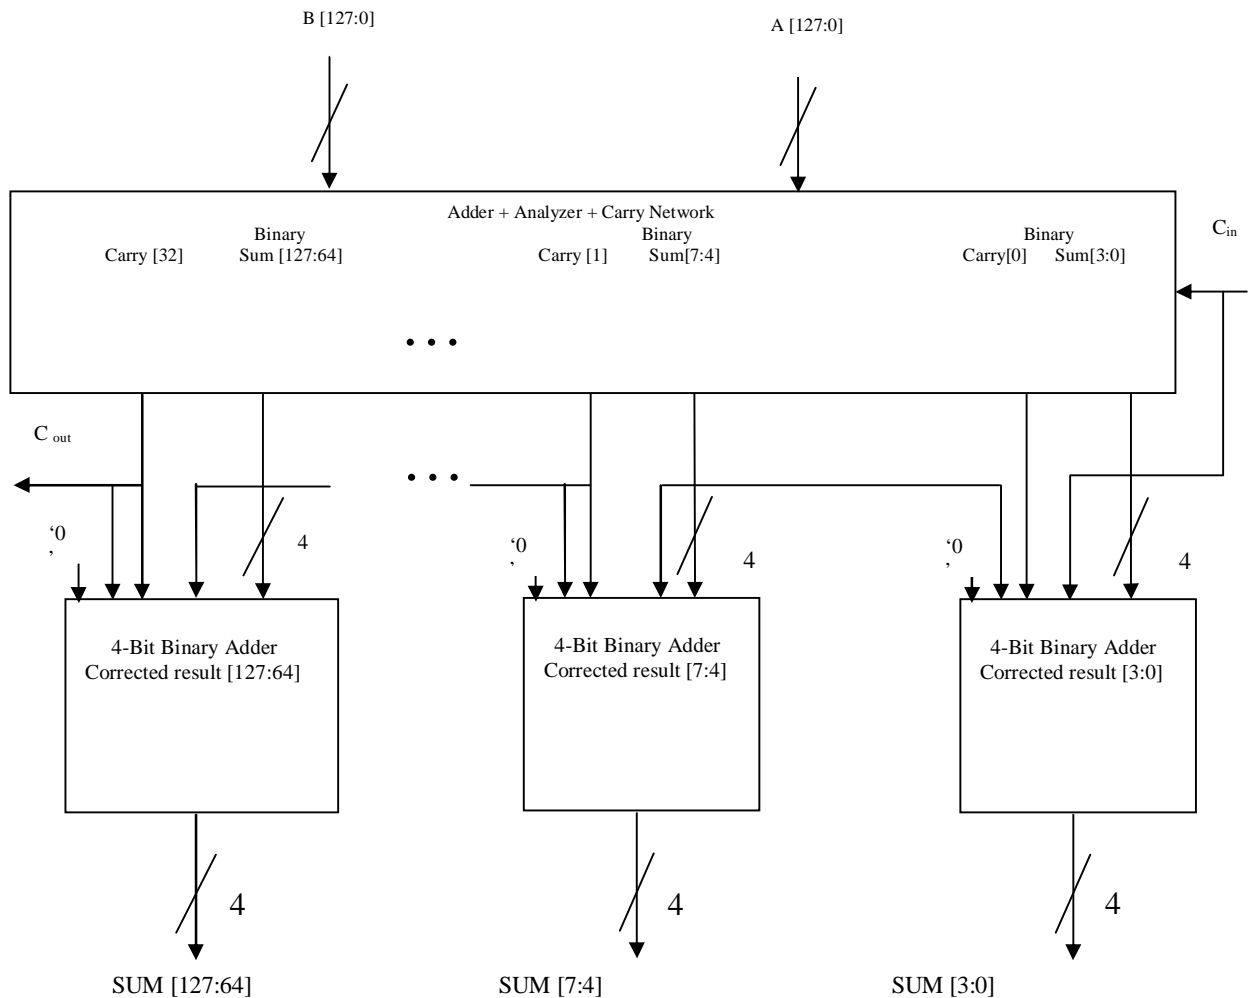 B [127:0]
A [127:0]
Adder + Analyzer + Carry Network
Binary
Binary
Binary
Carry [32]
Sum [127:64]
Carry [1]
Sum[7:4]
Carry[0]
Sum[3:0]
Cin
• • •
C out
• • •
‘0
’
4
‘0
’
4
‘0
’
4
4-Bit Binary Adder
Corrected result [127:64]
4-Bit Binary Adder
Corrected result [7:4]
4-Bit Binary Adder
Corrected result [3:0]
4
4
4
SUM [127:64]
SUM [7:4]
SUM [3:0]